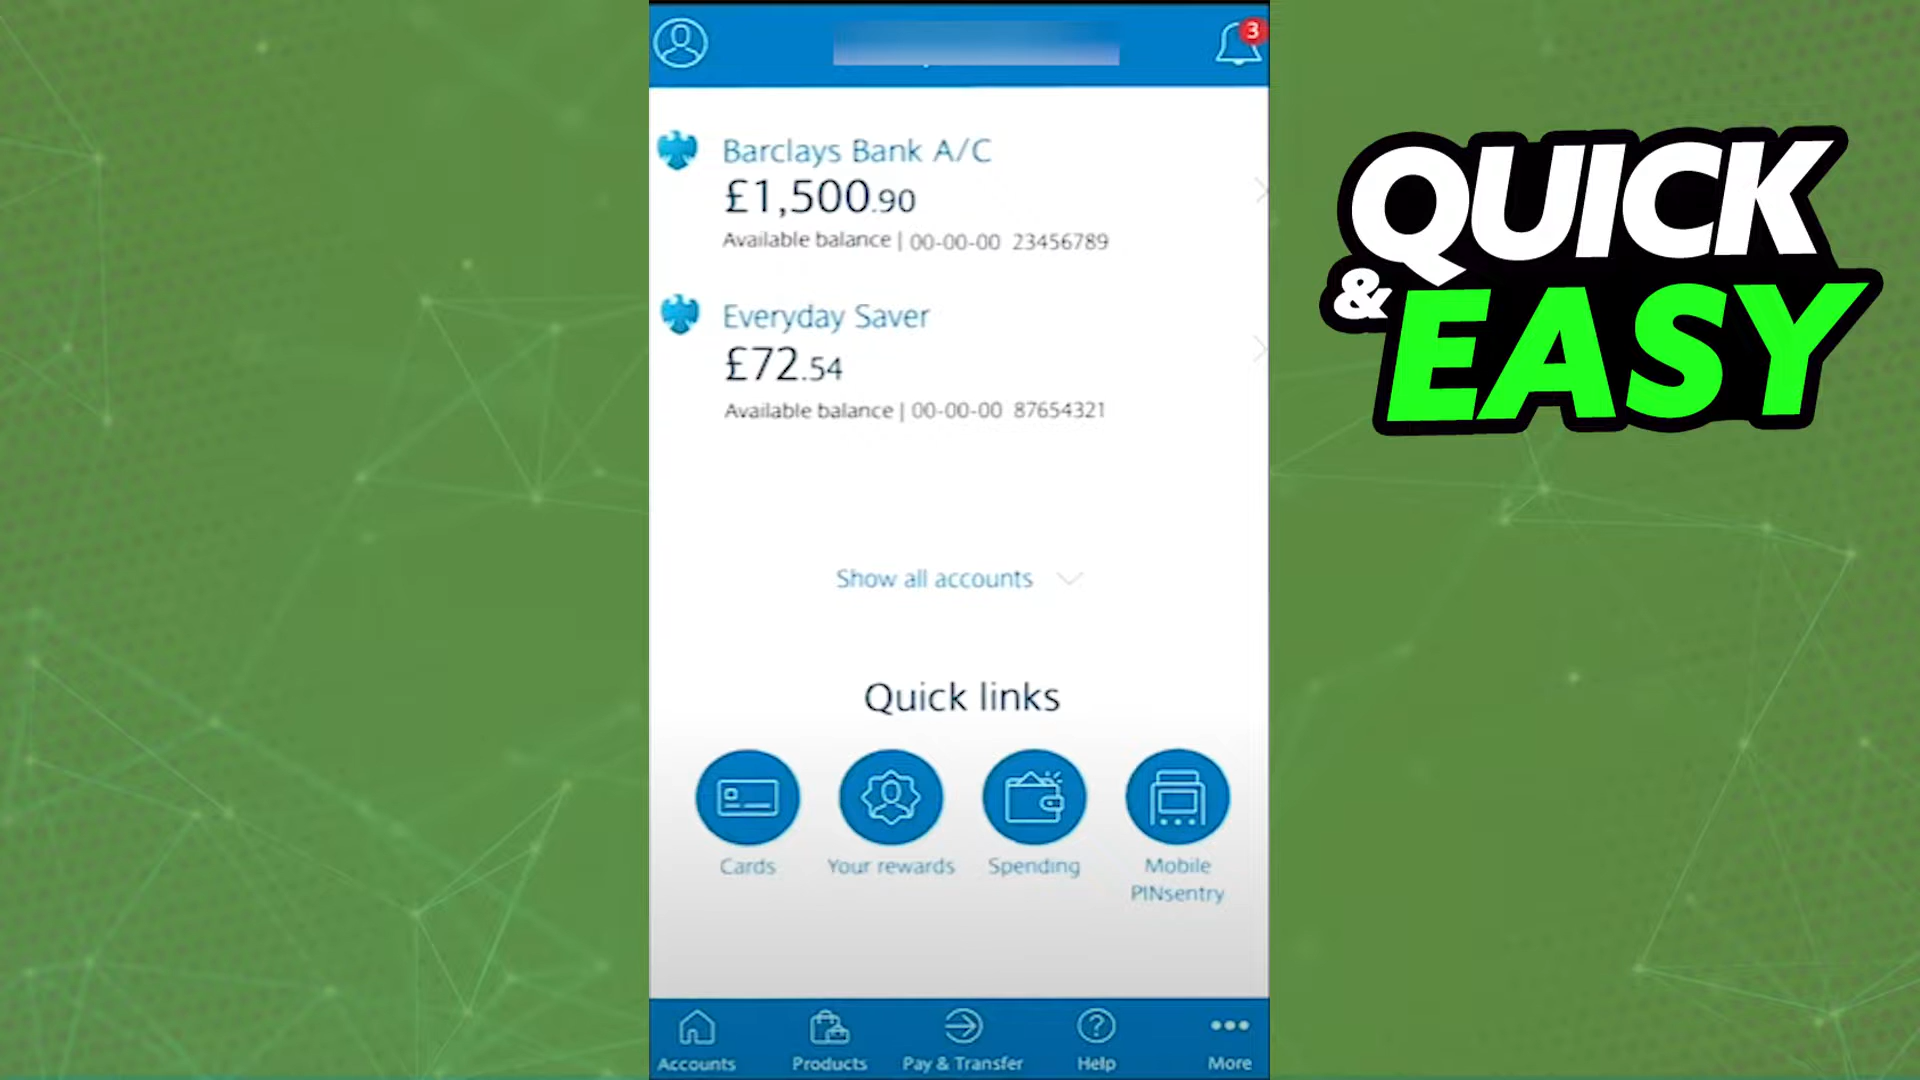 3
Barclays Bank A/C
£1,500.90
Available balance | 00-00-00 23456789
Everyday Saver
£72.54
Available balance | 00-00-00 87654321
Show all accounts
Quick links
Cards
Your rewards
Spending
Mobile
PINsentry
Accounts
Products
Pay & Transfer
Help
More
QUICK
& EASY